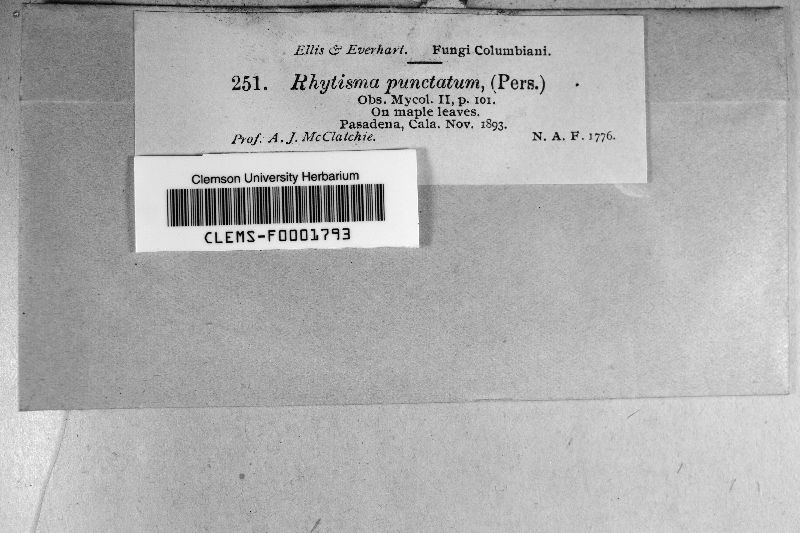 Ellis & Everhart. Fungi Columbiani.
251. Rhytisma punctatum, (Pers.)
Obs. Mycol. II, p. 101.
On maple leaves.
Pasadena, Cala. Nov. 1893.
Prof. A. J. McClatchie. N. A. F. 1776.
Clemson University Herbarium
CLEMS-F0001793